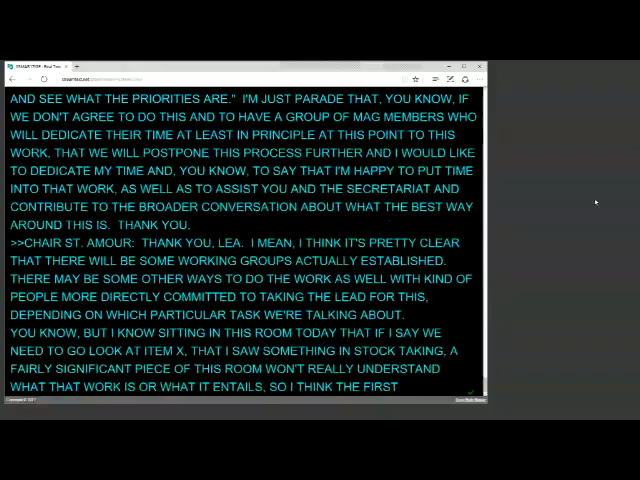 AND SEE WHAT THE PRIORITIES ARE." I'M JUST PARADE THAT, YOU KNOW, IF
WE DON'T AGREE TO DO THIS AND TO HAVE A GROUP OF MAG MEMBERS WHO
WILL DEDICATE THEIR TIME AT LEAST IN PRINCIPLE AT THIS POINT TO THIS
WORK, THAT WE WILL POSTPONE THIS PROCESS FURTHER AND I WOULD LIKE
TO DEDICATE MY TIME AND, YOU KNOW, TO SAY THAT I'M HAPPY TO PUT TIME
INTO THAT WORK, AS WELL AS TO ASSIST YOU AND THE SECRETARIAT AND
CONTRIBUTE TO THE BROADER CONVERSATION ABOUT WHAT THE BEST WAY
AROUND THIS IS. THANK YOU.
>>CHAIR ST. AMOUR: THANK YOU, LEA. I MEAN, I THINK IT'S PRETTY CLEAR
THAT THERE WILL BE SOME WORKING GROUPS ACTUALLY ESTABLISHED.
THERE MAY BE SOME OTHER WAYS TO DO THE WORK AS WELL WITH KIND OF
PEOPLE MORE DIRECTLY COMMITTED TO TAKING THE LEAD FOR THIS,
DEPENDING ON WHICH PARTICULAR TASK WE'RE TALKING ABOUT.
YOU KNOW, BUT I KNOW SITTING IN THIS ROOM TODAY THAT IF I SAY WE
NEED TO GO LOOK AT ITEM X, THAT I SAW SOMETHING IN STOCK TAKING, A
FAIRLY SIGNIFICANT PIECE OF THIS ROOM WON'T REALLY UNDERSTAND
WHAT THAT WORK IS OR WHAT IT ENTAILS, SO I THINK THE FIRST